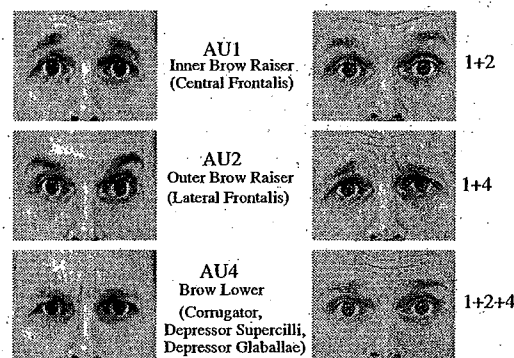 AU1
Inner Brow Raiser
(Central Frontalis)
1+2
AU2
Outer Brow Raiser
(Lateral Frontalis)
1+4
AU4
Brow Lower
(Corrugator,
Depressor Supercilli,
Depressor Glaballae)
1+2+4